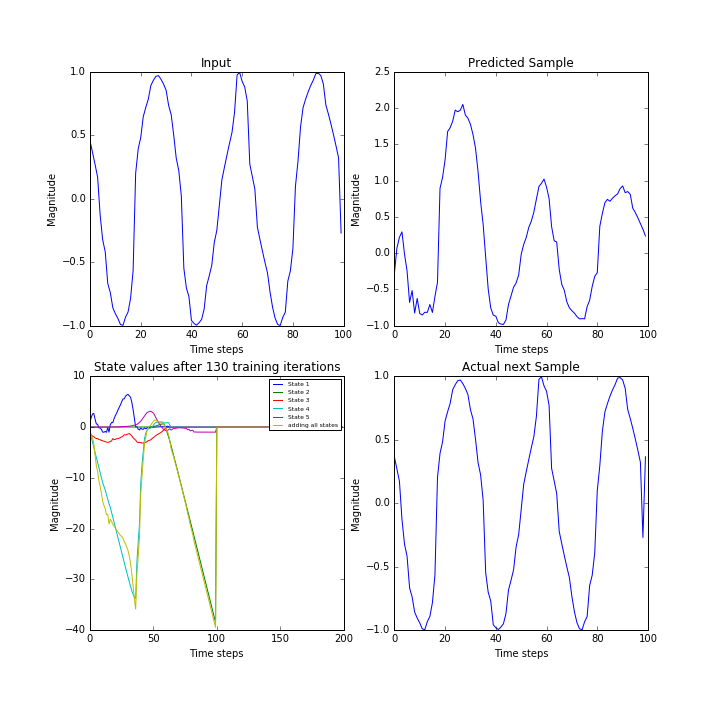 Input
1.0
0.5
0.0
−0.5
−1.0
Magnitude
0 20 40 60 80 100
Time steps
Predicted Sample
2.5
2.0
1.5
1.0
0.5
0.0
−0.5
−1.0
Magnitude
0 20 40 60 80 100
Time steps
State values after 130 training iterations
10
0
−10
−20
−30
−40
Magnitude
0 50 100 150 200
Time steps
State 1
State 2
State 3
State 4
State 5
adding all states
Actual next Sample
1.0
0.5
0.0
−0.5
−1.0
Magnitude
0 20 40 60 80 100
Time steps